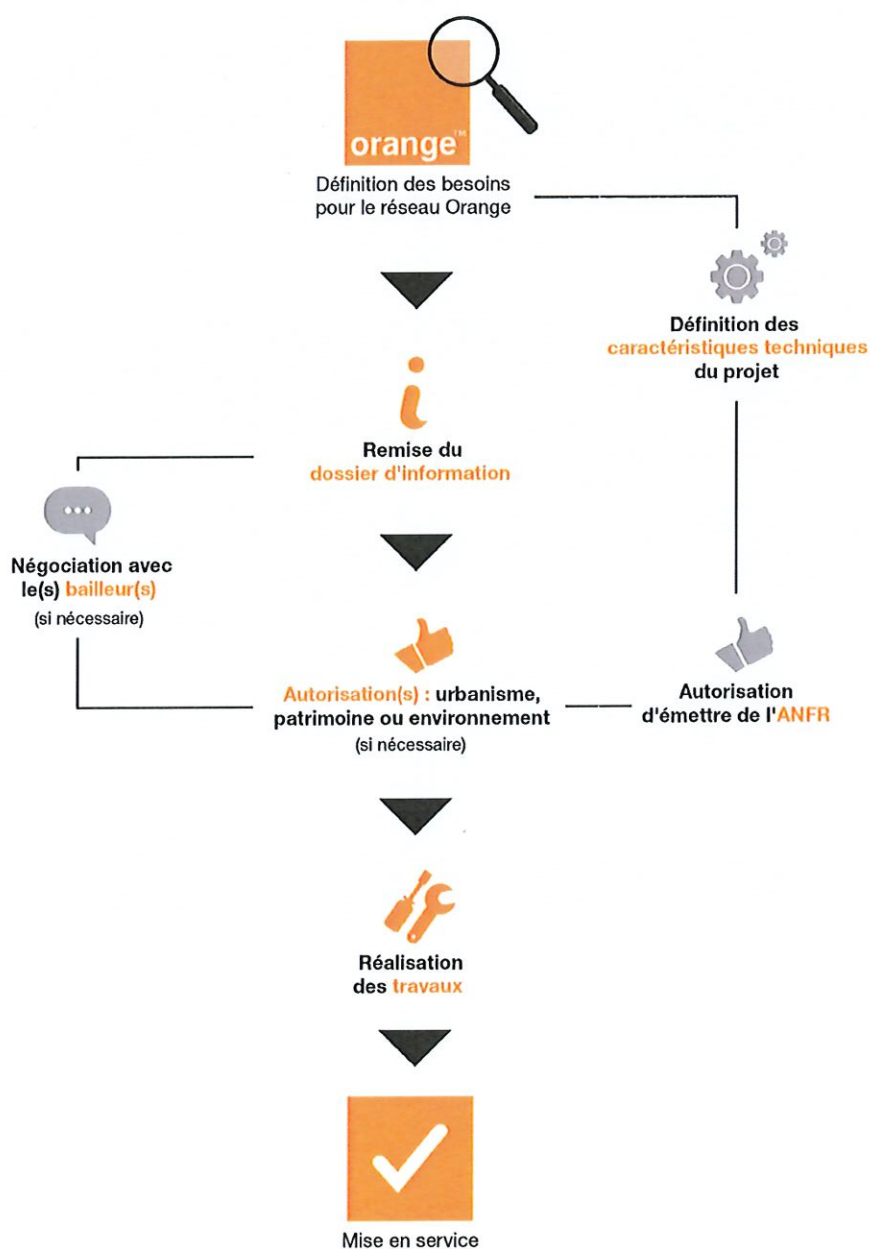 orange™
Définition des besoins
pour le réseau Orange
Définition des
caractéristiques techniques
du projet
Remise du
dossier d'information
Négociation avec
le(s) bailleur(s)
(si nécessaire)
Autorisation(s) : urbanisme,
patrimoine ou environnement
(si nécessaire)
Autorisation
d'émettre de l'ANFR
Réalisation
des travaux
Mise en service